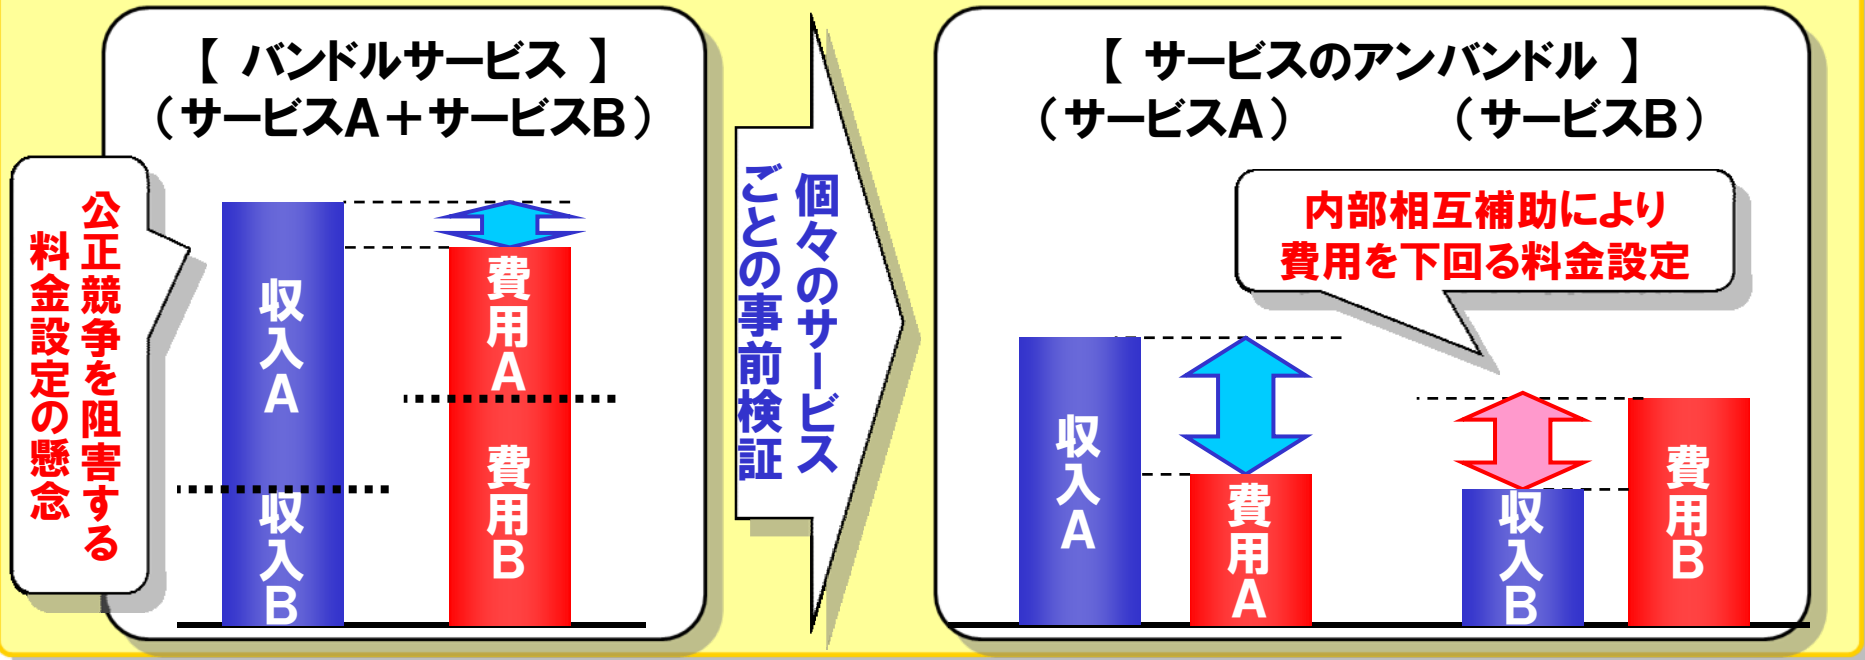 【 バンドルサービス 】
（サービスA＋サービスB）
公正競争を阻害する
料金設定の懸念
収入A
収入B
費用A
費用B
個々のサービス
ごとの事前検証
【 サービスのアンバンドル 】
（サービスA）
（サービスB）
内部相互補助により
費用を下回る料金設定
収入A
費用A
収入B
費用B